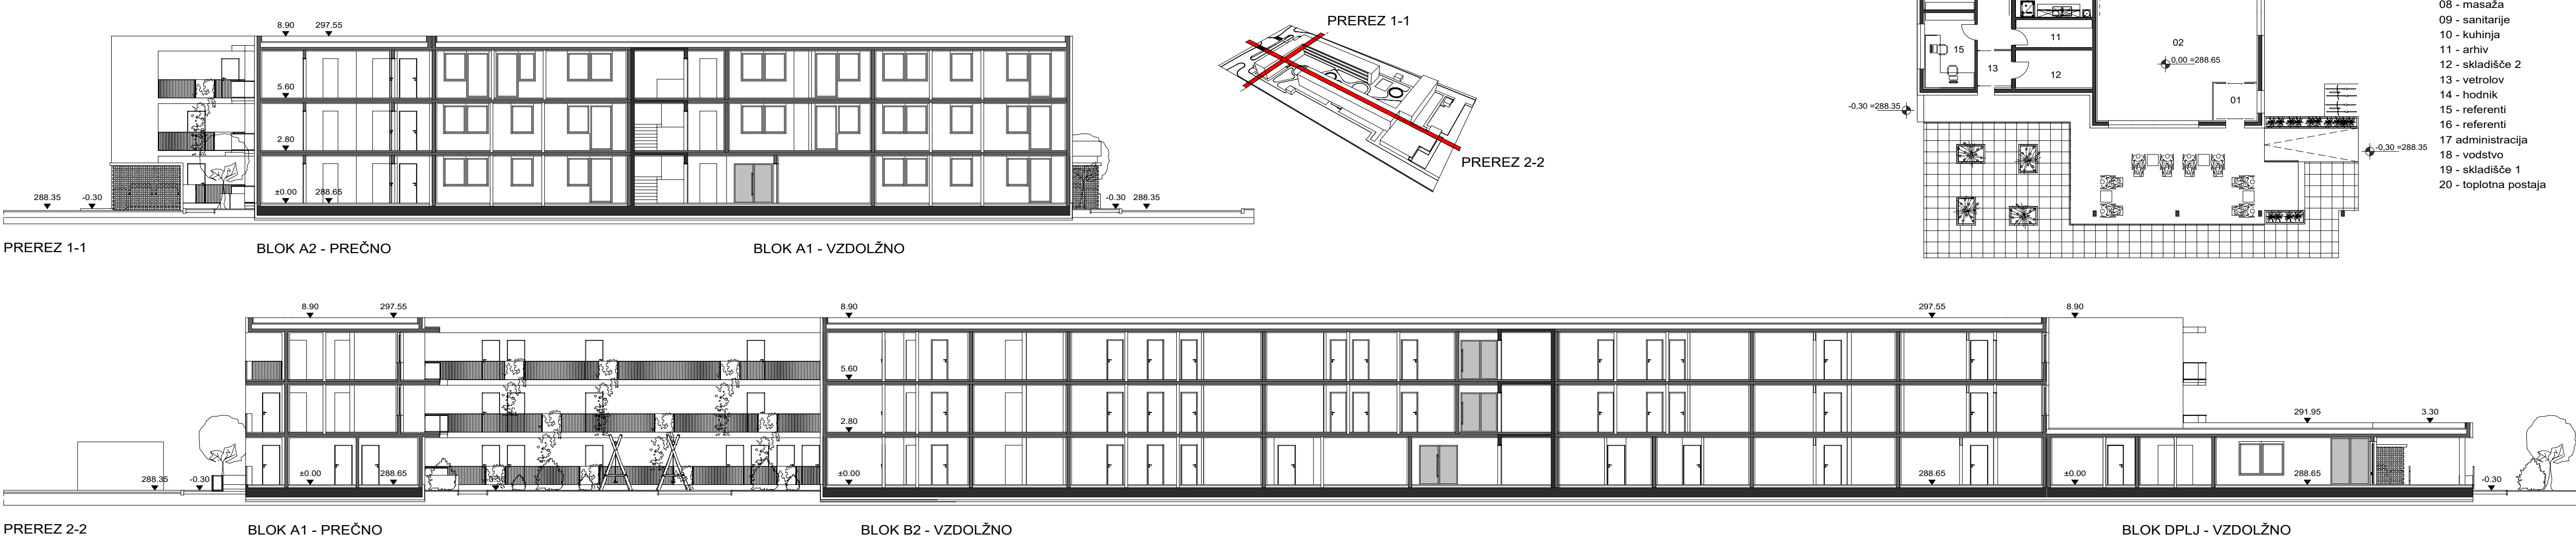 8.90 297.55
5.60
2.80
±0.00 288.65
288.35 -0.30
-0.30 288.35
PREREZ 1-1
BLOK A2 - PREČNO
BLOK A1 - VZDOLŽNO
PREREZ 1-1
PREREZ 2-2
15
11
12
13
02
0,00 =288.65
01
-0,30 =288.35
-0,30 =288.35
08 - masaža
09 - sanitarije
10 - kuhinja
11 - arhiv
12 - skladišče 2
13 - vetrolov
14 - hodnik
15 - referenti
16 - referenti
17 administracija
18 - vodstvo
19 - skladišče 1
20 - toplotna postaja
8.90 297.55
8.90
297.55
8.90
5.60
2.80
291.95 3.30
288.35 -0.30
±0.00 288.65
-0.30
±0.00
288.65
±0.00
288.65
-0.30
PREREZ 2-2
BLOK A1 - PREČNO
BLOK B2 - VZDOLŽNO
BLOK DPLJ - VZDOLŽNO